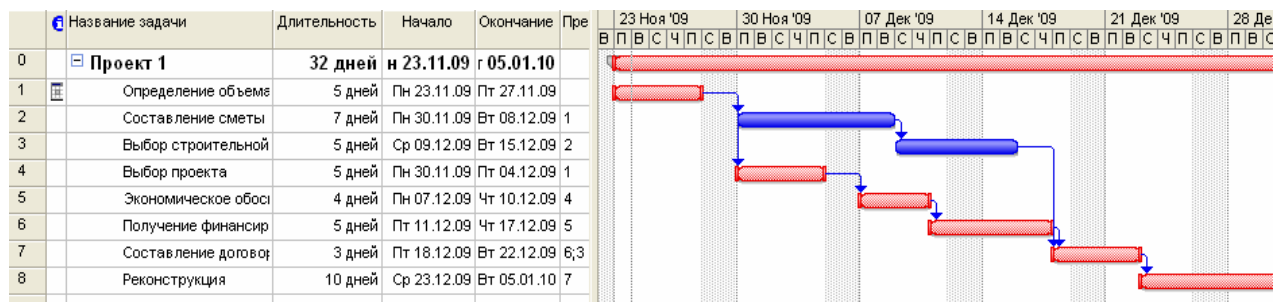 Название задачи Длительность Начало Окончание Пре 23 Ноя '09 30 Ноя '09 07 Дек '09 14 Дек '09 21 Дек '09 28 Де
В П В С Ч П С В П В С Ч П С В П В С Ч П С В П В С Ч П С В П В С Ч П С В П В С
0 Проект 1 32 дней н 23.11.09 г 05.01.10
1 Определение объема 5 дней Пн 23.11.09 Пт 27.11.09
2 Составление сметы 7 дней Пн 30.11.09 Вт 08.12.09 1
3 Выбор строительной 5 дней Ср 09.12.09 Вт 15.12.09 2
4 Выбор проекта 5 дней Пн 30.11.09 Пт 04.12.09 1
5 Экономическое обос 4 дней Пн 07.12.09 Чт 10.12.09 4
6 Получение финансир 5 дней Пт 11.12.09 Чт 17.12.09 5
7 Составление договор 3 дней Пт 18.12.09 Вт 22.12.09 6;3
8 Реконструкция 10 дней Ср 23.12.09 Вт 05.01.10 7